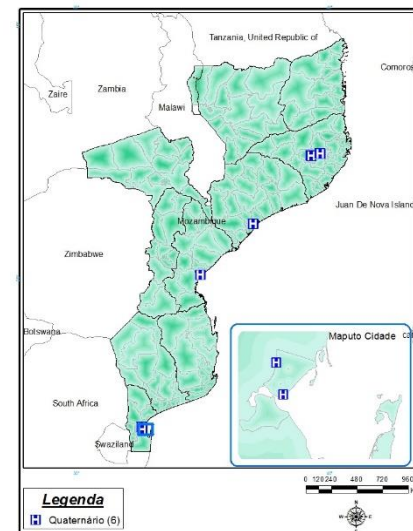 Tanzania, United Republic of
Comoros
Zaire
Zambia
Malawi
Juan De Nova Island
Mozambique
Zimbabwe
Botswana
Maputo Cidade
South Africa
Swaziland
0 120 240 480 720 960
Legenda
H Quaternário (6)
N
W E
S